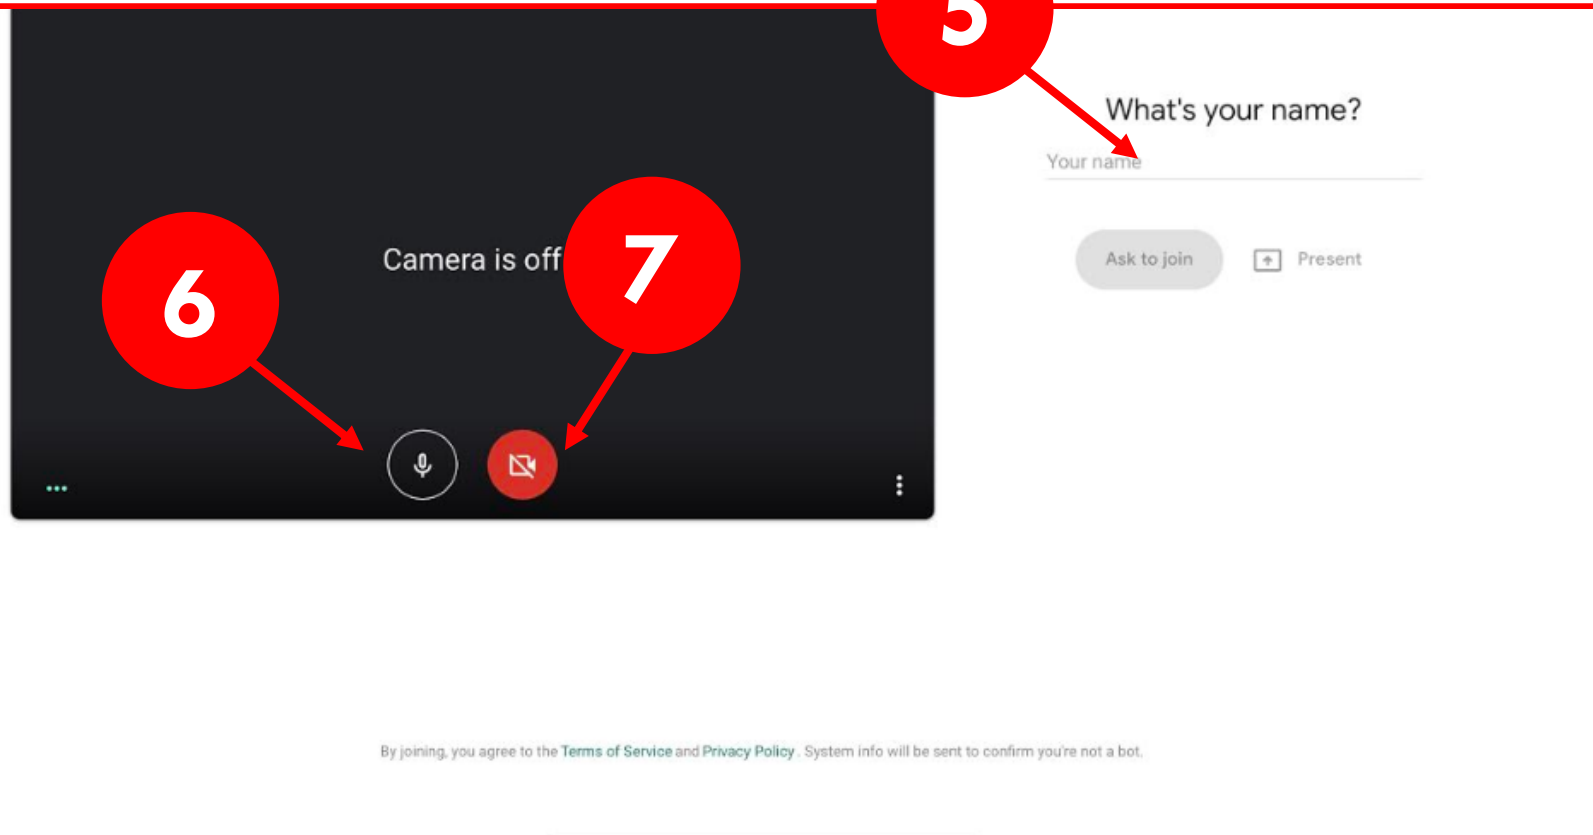 5
What's your name?
Your name
7
Camera is off
6
Ask to join
Present
By joining, you agree to the Terms of Service and Privacy Policy. System info will be sent to confirm you're not a bot.